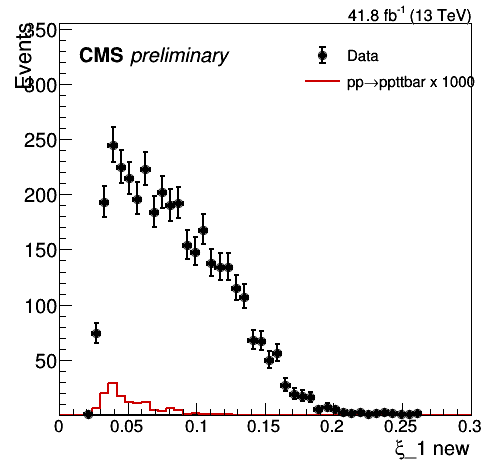 41.8 fb⁻¹ (13 TeV)
Events
CMS preliminary
Data
pp→ppttbar x 1000
300
250
200
150
100
50
0 0.05 0.1 0.15 0.2 0.25 0.3
ξ_1 new